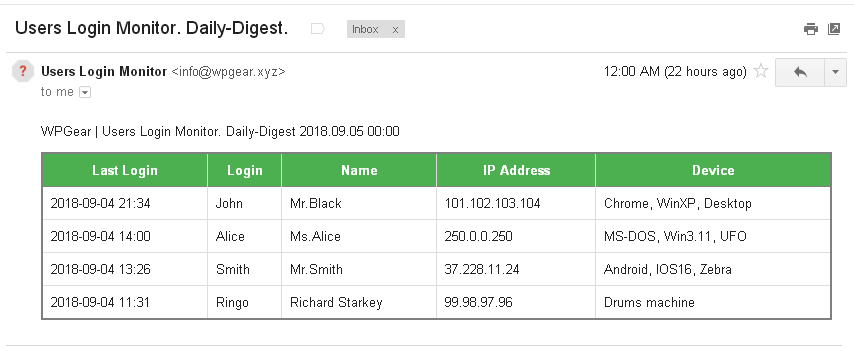 Users Login Monitor. Daily-Digest.
Inbox x
? Users Login Monitor <info@wpgear.xyz> 12:00 AM (22 hours ago)
to me
WPGear | Users Login Monitor. Daily-Digest 2018.09.05 00:00
Last Login Login Name IP Address Device
2018-09-04 21:34 John Mr.Black 101.102.103.104 Chrome, WinXP, Desktop
2018-09-04 14:00 Alice Ms.Alice 250.0.0.250 MS-DOS, Win3.11, UFO
2018-09-04 13:26 Smith Mr.Smith 37.228.11.24 Android, IOS16, Zebra
2018-09-04 11:31 Ringo Richard Starkey 99.98.97.96 Drums machine